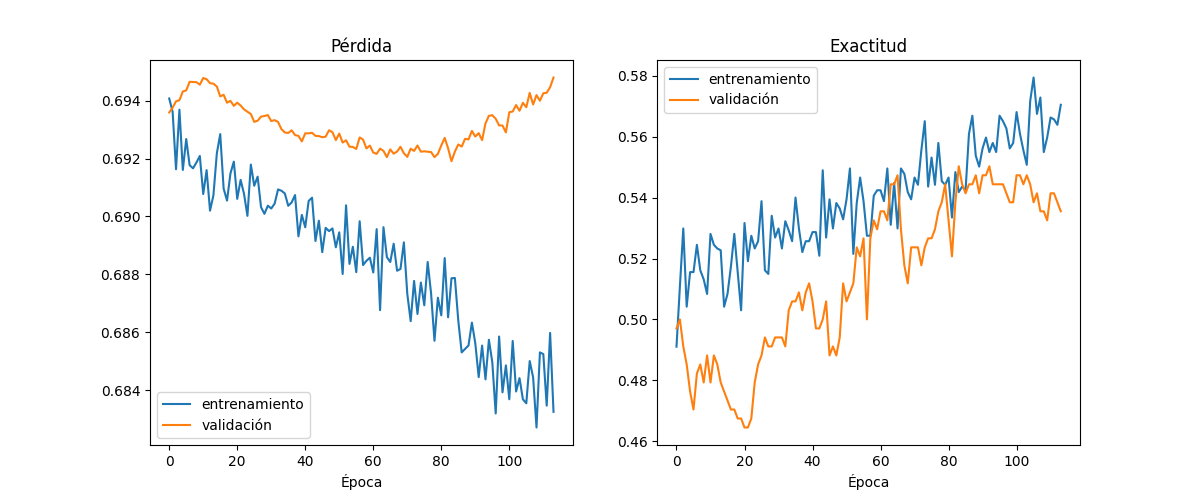 Pérdida
0.694
0.692
0.690
0.688
0.686
0.684
entrenamiento
validación
0 20 40 60 80 100
Época
Exactitud
entrenamiento
validación
0.58
0.56
0.54
0.52
0.50
0.48
0.46
0 20 40 60 80 100
Época